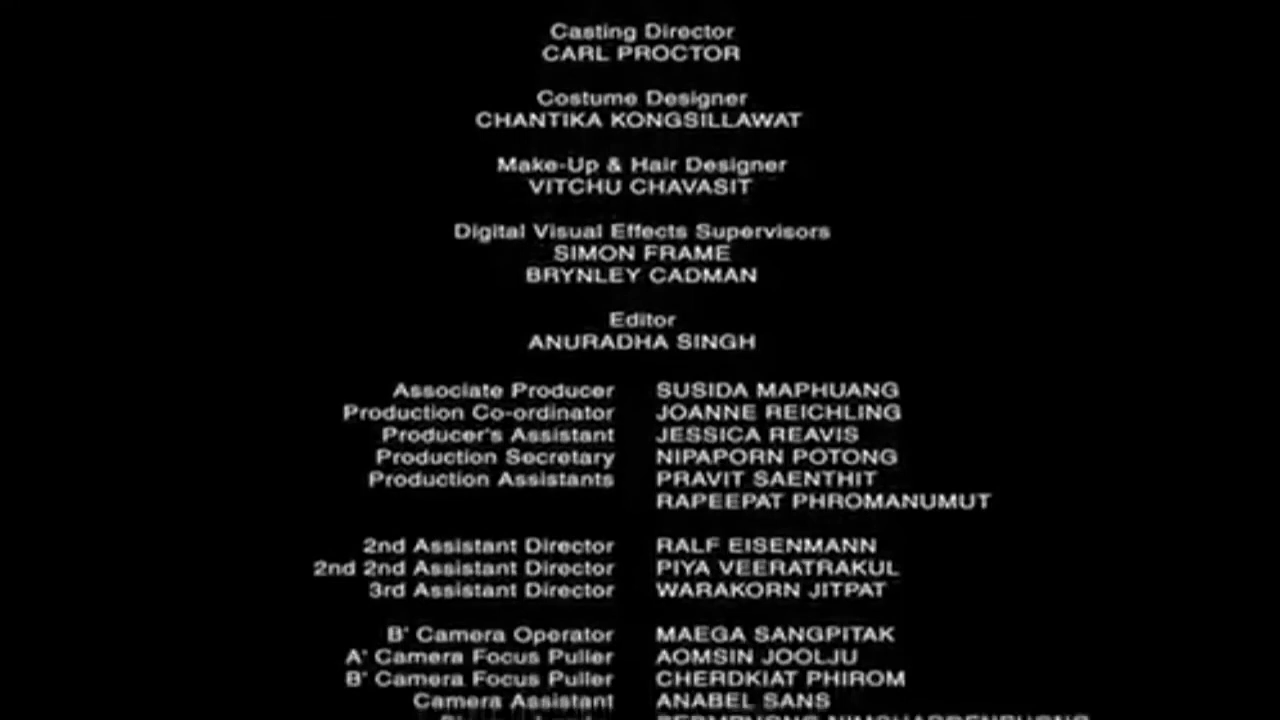 Casting Director
CARL PROCTOR
Costume Designer
CHANTIKA KONGSILLAWAT
Make-Up & Hair Designer
VITCHU CHAVASIT
Digital Visual Effects Supervisors
SIMON FRAME
BRYNLEY CADMAN
Editor
ANURADHA SINGH
Associate Producer SUSIDA MAPHUANG
Production Co-ordinator JOANNE REICHLING
Producer's Assistant JESSICA REAVIS
Production Secretary NIPAPORN POTONG
Production Assistants PRAVIT SAENTHIT
RAPEEPAT PHROMANUMUT
2nd Assistant Director RALF EISENMANN
2nd 2nd Assistant Director PIYA VEERATRAKUL
3rd Assistant Director WARAKORN JITPAT
B' Camera Operator MAEGA SANGPITAK
A' Camera Focus Puller AOMSIN JOOLJU
B' Camera Focus Puller CHERDKIAT PHIROM
Camera Assistant ANABEL SANS